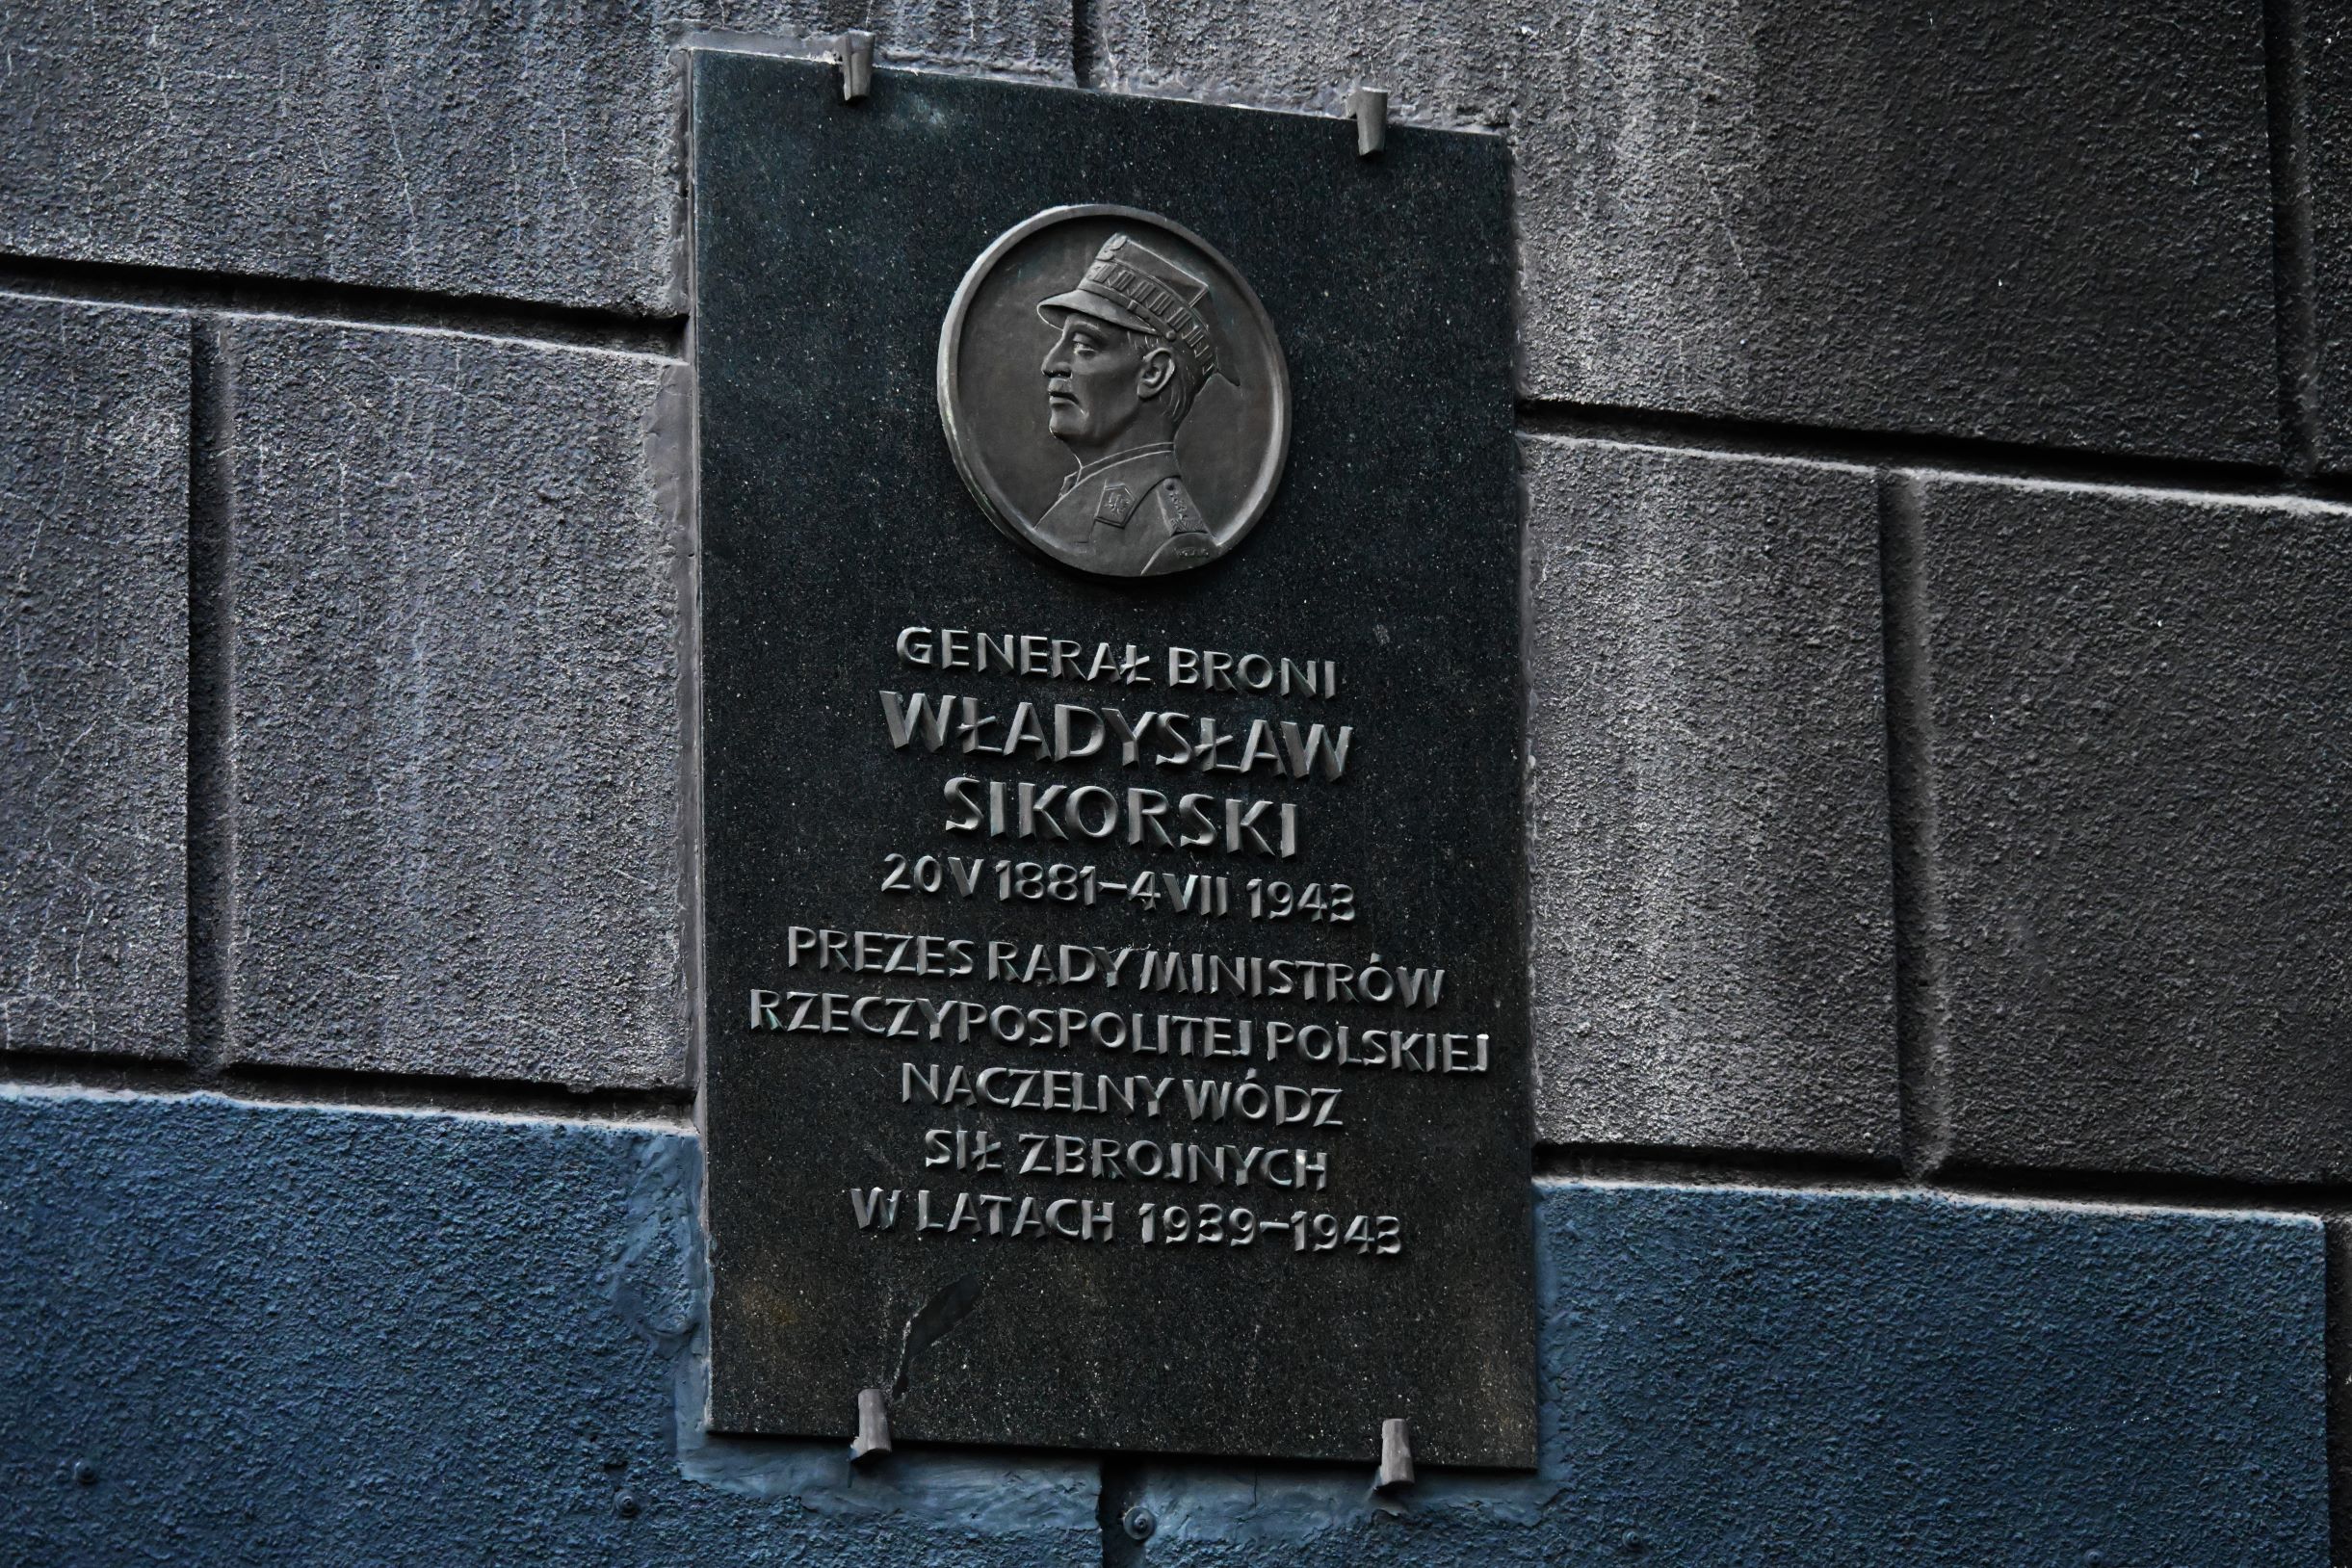 GENERAŁ BRONI
WŁADYSŁAW
SIKORSKI
20 V 1881–4 VII 1943
PREZES RADY MINISTRÓW
RZECZYPOSPOLITEJ POLSKIEJ
NACZELNY WÓDZ
SIŁ ZBROJNYCH
W LATACH 1939–1943